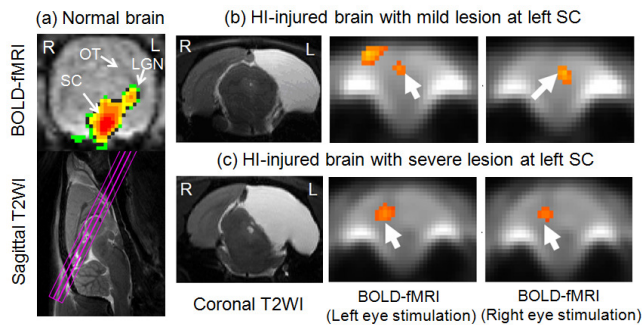 (a) Normal brain
BOLD-fMRI
R
L
OT
LGN
SC
Sagittal T2WI
(b) HI-injured brain with mild lesion at left SC
R
L
(c) HI-injured brain with severe lesion at left SC
R
L
Coronal T2WI
BOLD-fMRI
(Left eye stimulation)
BOLD-fMRI
(Right eye stimulation)